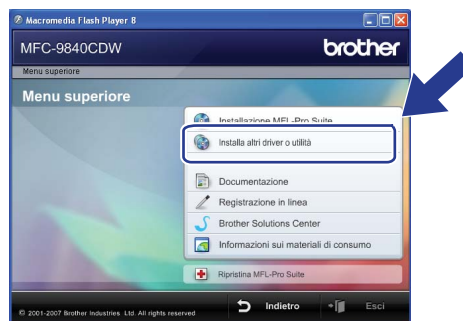 Macromedia Flash Player 8
MFC-9840CDW
brother
Menu superiore
Menu superiore
Installazione MFL-Pro Suite
Installa altri driver o utilità
Documentazione
Registrazione in linea
Brother Solutions Center
Informazioni sui materiali di consumo
Ripristina MFL-Pro Suite
© 2001-2007 Brother Industries Ltd. All rights reserved
Indietro
Esci